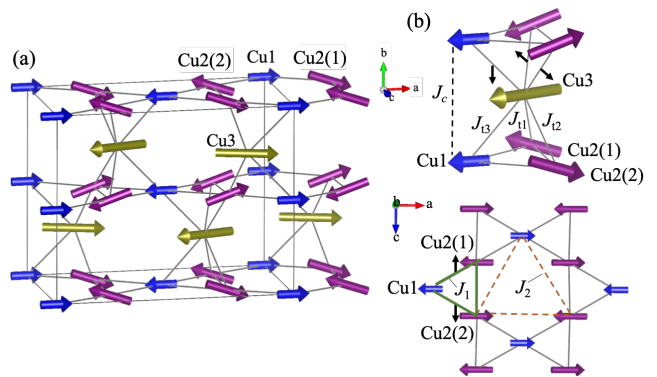 (a)
Cu2(2)
Cu1
Cu2(1)
Cu3
b
a
c
(b)
Cu3
J_c
J_t3
J_t1
J_t2
Cu1
Cu2(1)
Cu2(2)
b
a
c
Cu2(1)
Cu1
J_1
J_2
Cu2(2)